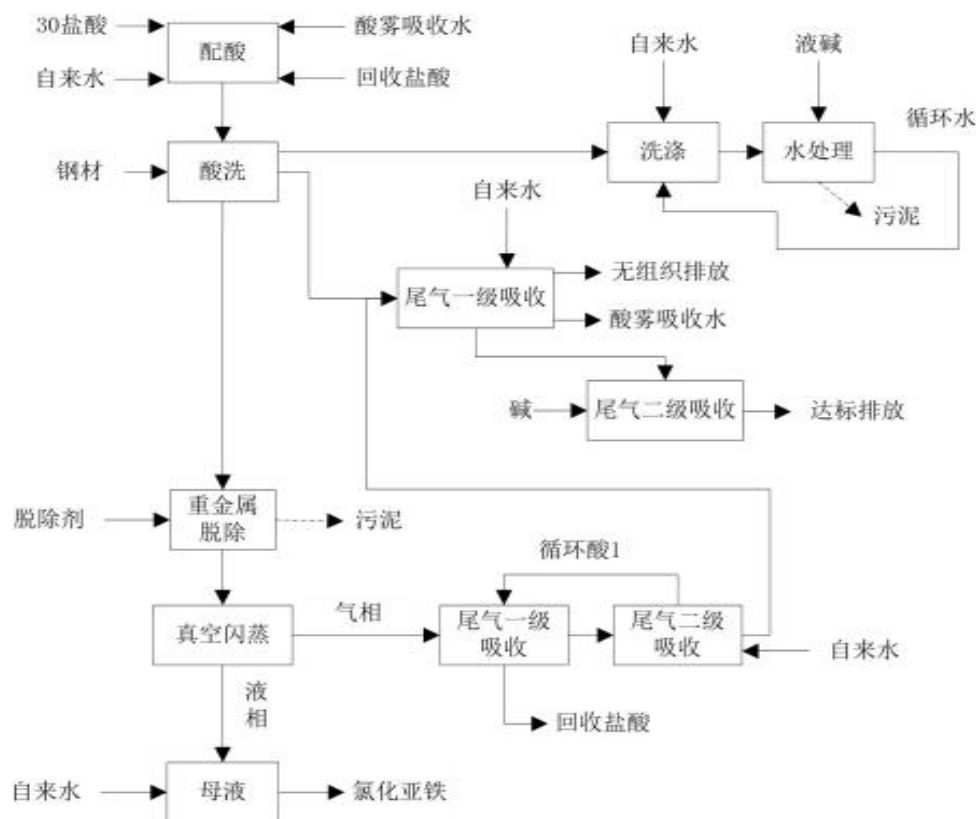 30盐酸
酸雾吸收水
配酸
自来水
回收盐酸
自来水
液碱
循环水
钢材
酸洗
洗涤
水处理
污泥
自来水
无组织排放
尾气一级吸收
酸雾吸收水
碱
尾气二级吸收
达标排放
脱除剂
重金属
脱除
污泥
循环酸1
气相
真空闪蒸
尾气一级
吸收
尾气二级
吸收
自来水
液
相
回收盐酸
自来水
母液
氯化亚铁